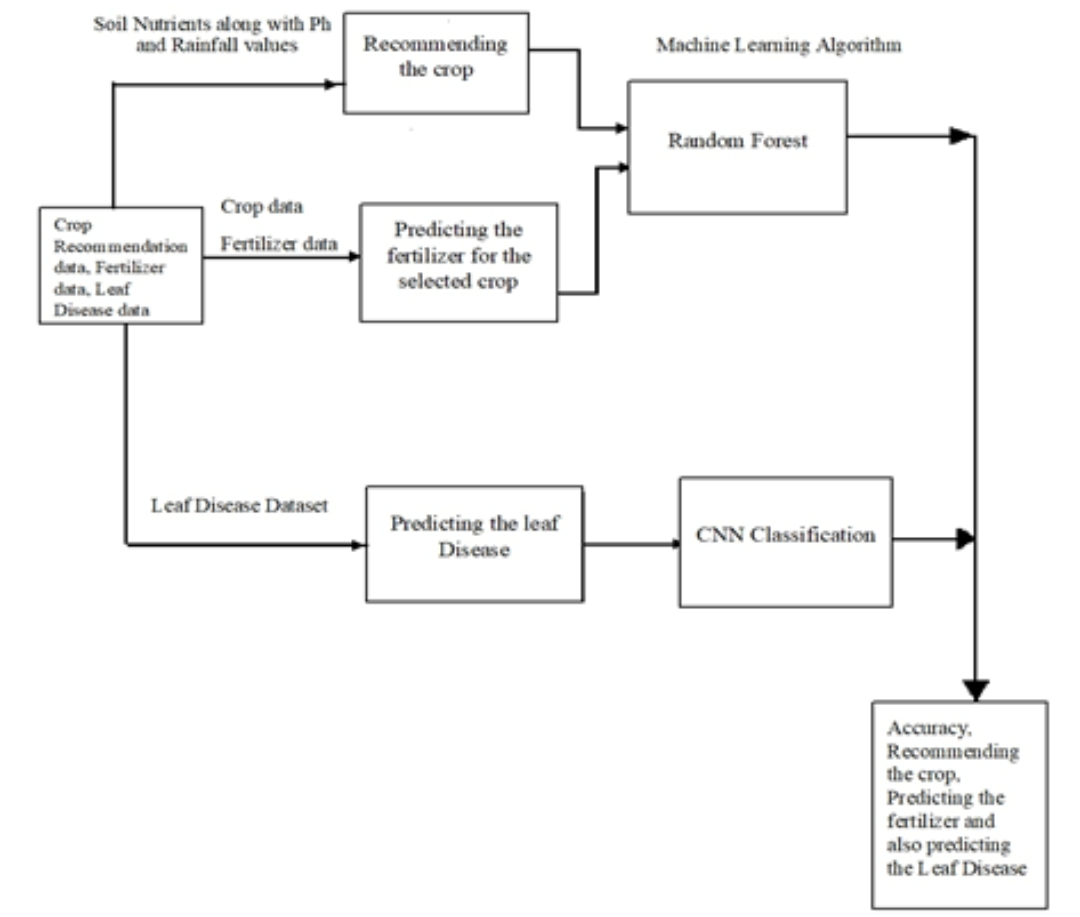 Soil Nutrients along with Ph
and Rainfall values
Recommending
the crop
Machine Learning Algorithm
Random Forest
Crop
Recommendation
data, Fertilizer
data, Leaf
Disease data
Crop data
Fertilizer data
Predicting the
fertilizer for the
selected crop
Leaf Disease Dataset
Predicting the leaf
Disease
CNN Classification
Accuracy,
Recommending
the crop,
Predicting the
fertilizer and
also predicting
the Leaf Disease